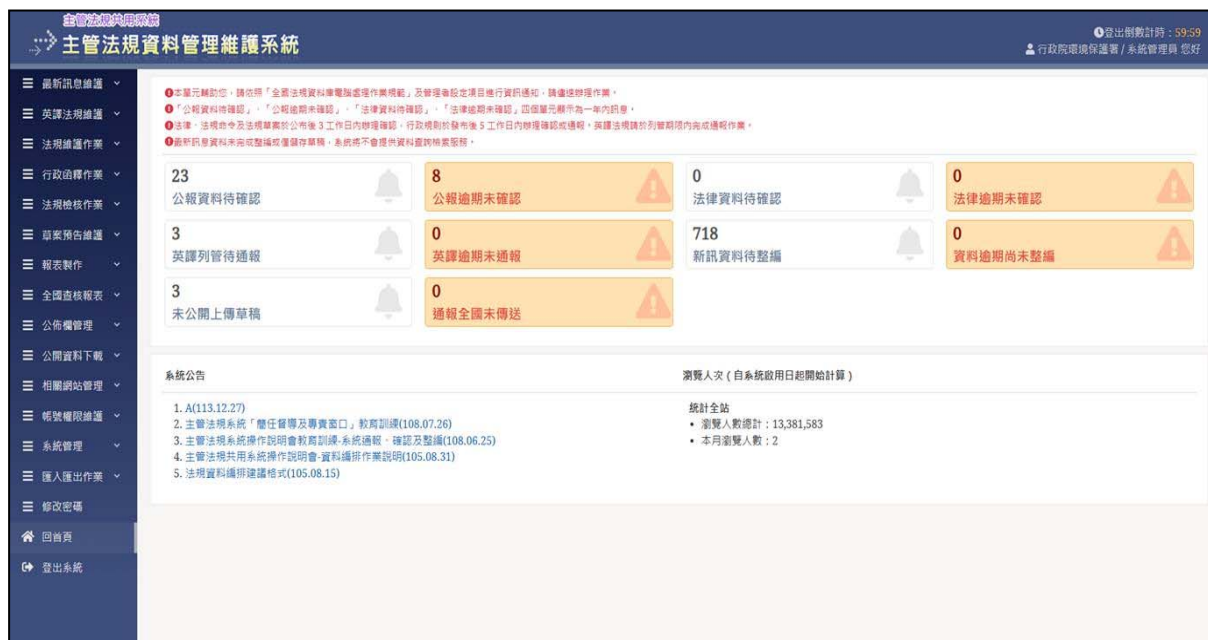 主管法規共用系統
主管法規資料管理維護系統
登出倒數計時：59:59
行政院環境保護署 / 系統管理員 您好
最新訊息維護
英譯法規維護
法規維護作業
行政函釋作業
法規檢核作業
草案預告維護
報表製作
全國查核報表
公佈欄管理
公開資料下載
相關網站管理
帳號權限維護
系統管理
匯入匯出作業
修改密碼
回首頁
登出系統
本單元輔助您，請依照「全國法規資料庫電腦處理作業規範」及管理者設定項目進行資訊通知，請儘速辦理作業。
「公報資料待確認」、「公報逾期未確認」、「法律資料待確認」、「法律逾期未確認」四個單元顯示為一年內訊息。
法律、法規命令及法規草案於公布後 3 工作日內辦理確認，行政規則於發布後 5 工作日內辦理確認或通報，英譯法規請於列管期限內完成通報作業。
最新訊息資料未完成整編或僅儲存草稿，系統將不會提供資料查詢檢索服務。
23
公報資料待確認
8
公報逾期未確認
0
法律資料待確認
0
法律逾期未確認
3
英譯列管待通報
0
英譯逾期未通報
718
新訊資料待整編
0
資料逾期尚未整編
3
未公開上傳草稿
0
通報全國未傳送
系統公告
1. A(113.12.27)
2. 主管法規系統「簡任督導及專責窗口」教育訓練(108.07.26)
3. 主管法規系統操作說明會教育訓練-系統通報、確認及整編(108.06.25)
4. 主管法規共用系統操作說明會-資料編排作業說明(105.08.31)
5. 法規資料編排建議格式(105.08.15)
瀏覽人次 ( 自系統啟用日起開始計算 )
統計全站
• 瀏覽人數總計：13,381,583
• 本月瀏覽人數：2